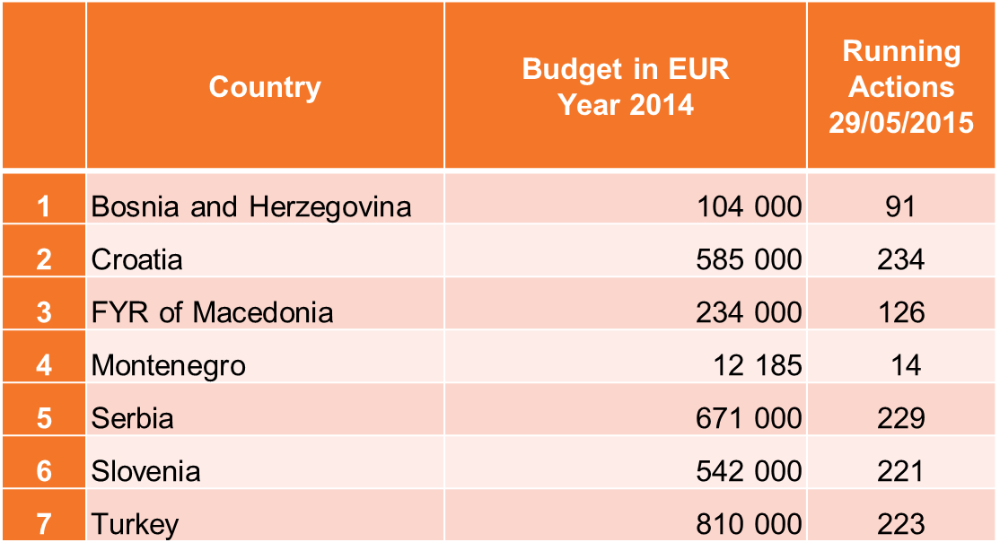 Country
Budget in EUR
Year 2014
Running
Actions
29/05/2015
1 Bosnia and Herzegovina 104 000 91
2 Croatia 585 000 234
3 FYR of Macedonia 234 000 126
4 Montenegro 12 185 14
5 Serbia 671 000 229
6 Slovenia 542 000 221
7 Turkey 810 000 223